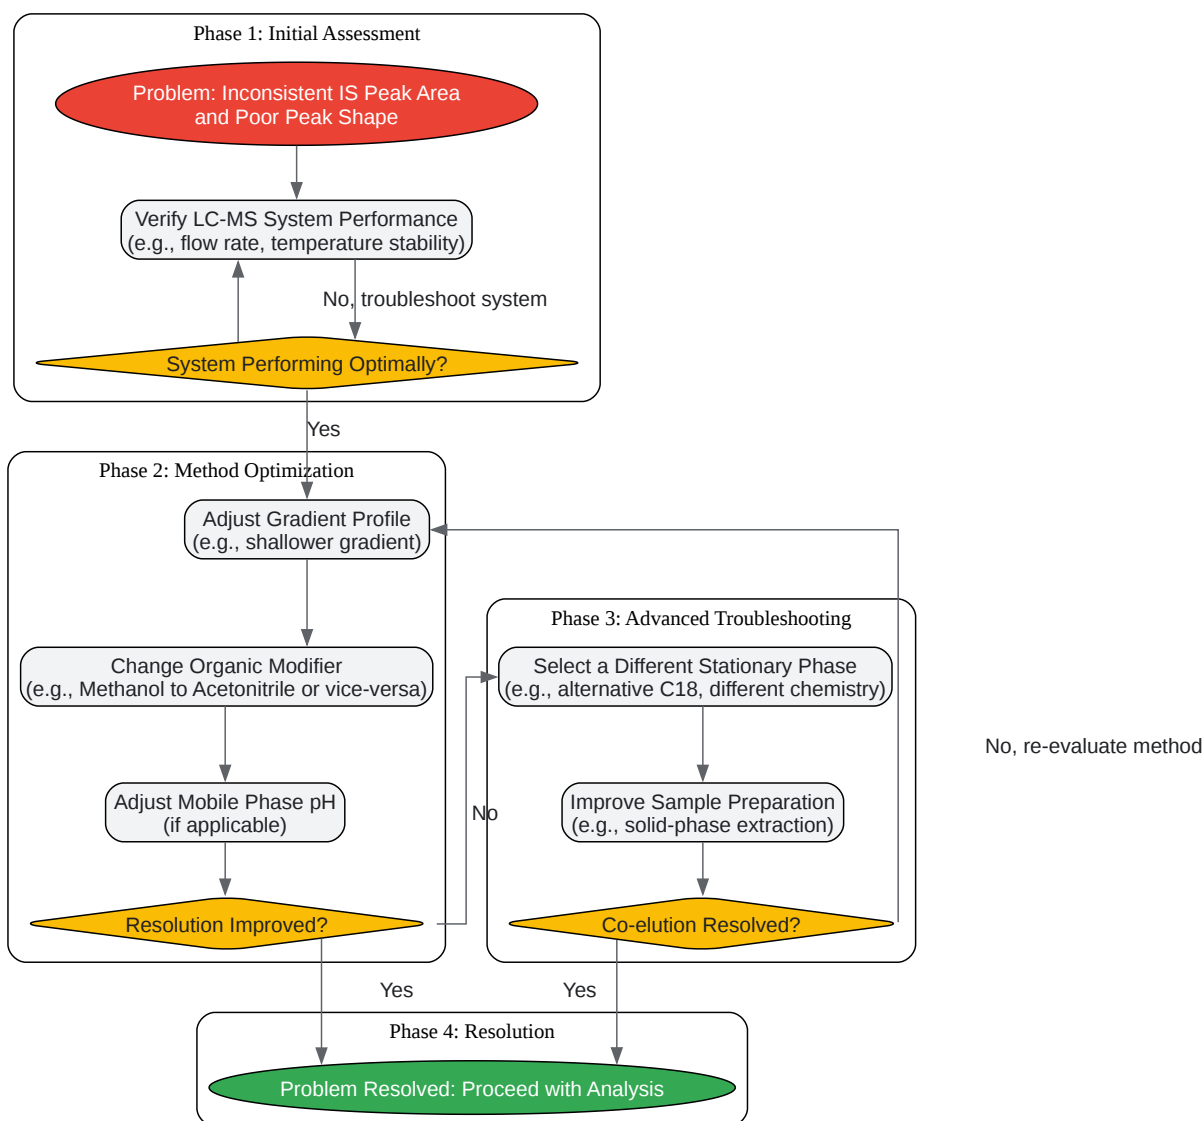 Phase 1: Initial Assessment
Problem: Inconsistent IS Peak Area
and Poor Peak Shape
Verify LC-MS System Performance
(e.g., flow rate, temperature stability)
No, troubleshoot system
System Performing Optimally?
Yes
Phase 2: Method Optimization
Adjust Gradient Profile
(e.g., shallower gradient)
Change Organic Modifier
(e.g., Methanol to Acetonitrile or vice-versa)
Adjust Mobile Phase pH
(if applicable)
Resolution Improved?
No
Phase 3: Advanced Troubleshooting
Select a Different Stationary Phase
(e.g., alternative C18, different chemistry)
Improve Sample Preparation
(e.g., solid-phase extraction)
Co-elution Resolved?
No, re-evaluate method
Yes
Yes
Phase 4: Resolution
Problem Resolved: Proceed with Analysis